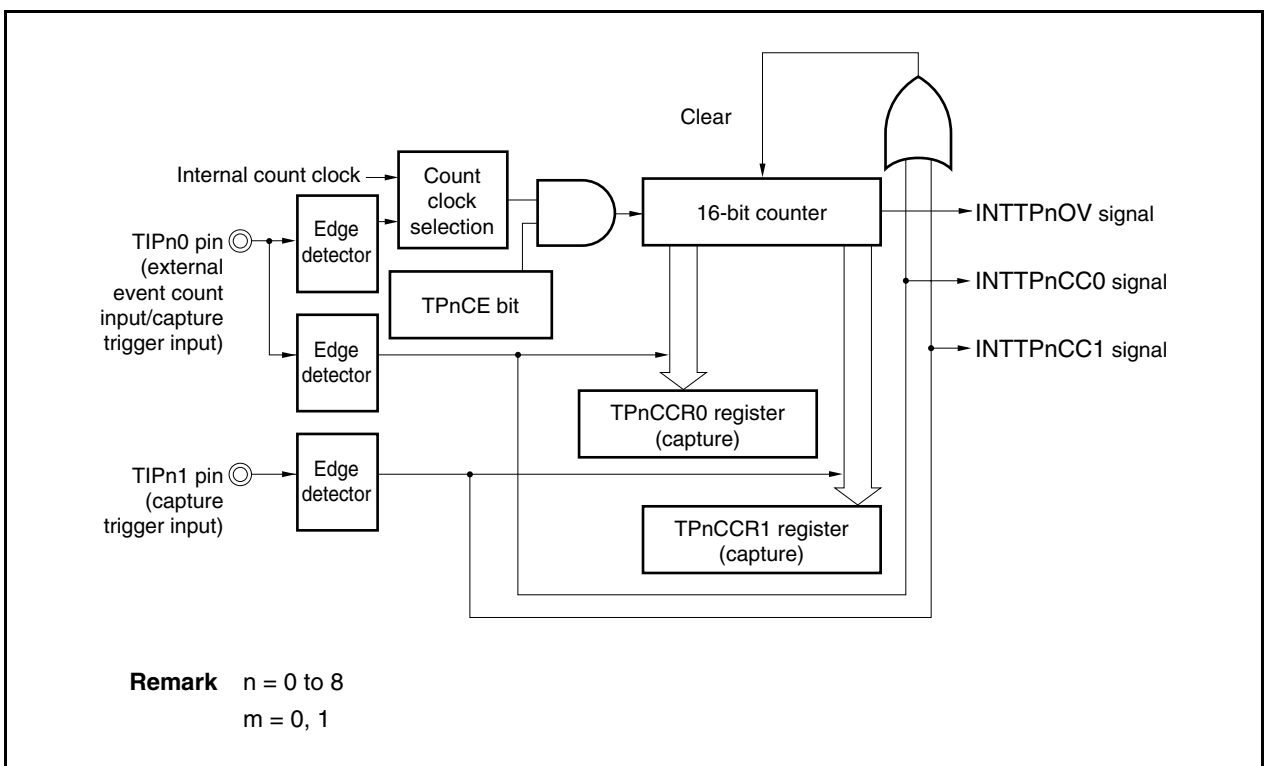 Clear
Internal count clock
Count
clock
selection
16-bit counter
INTTPnOV signal
TIPn0 pin
(external
event count
input/capture
trigger input)
Edge
detector
TPnCE bit
INTTPnCC0 signal
Edge
detector
INTTPnCC1 signal
TPnCCR0 register
(capture)
TIPn1 pin
(capture
trigger input)
Edge
detector
TPnCCR1 register
(capture)
Remark n = 0 to 8
m = 0, 1